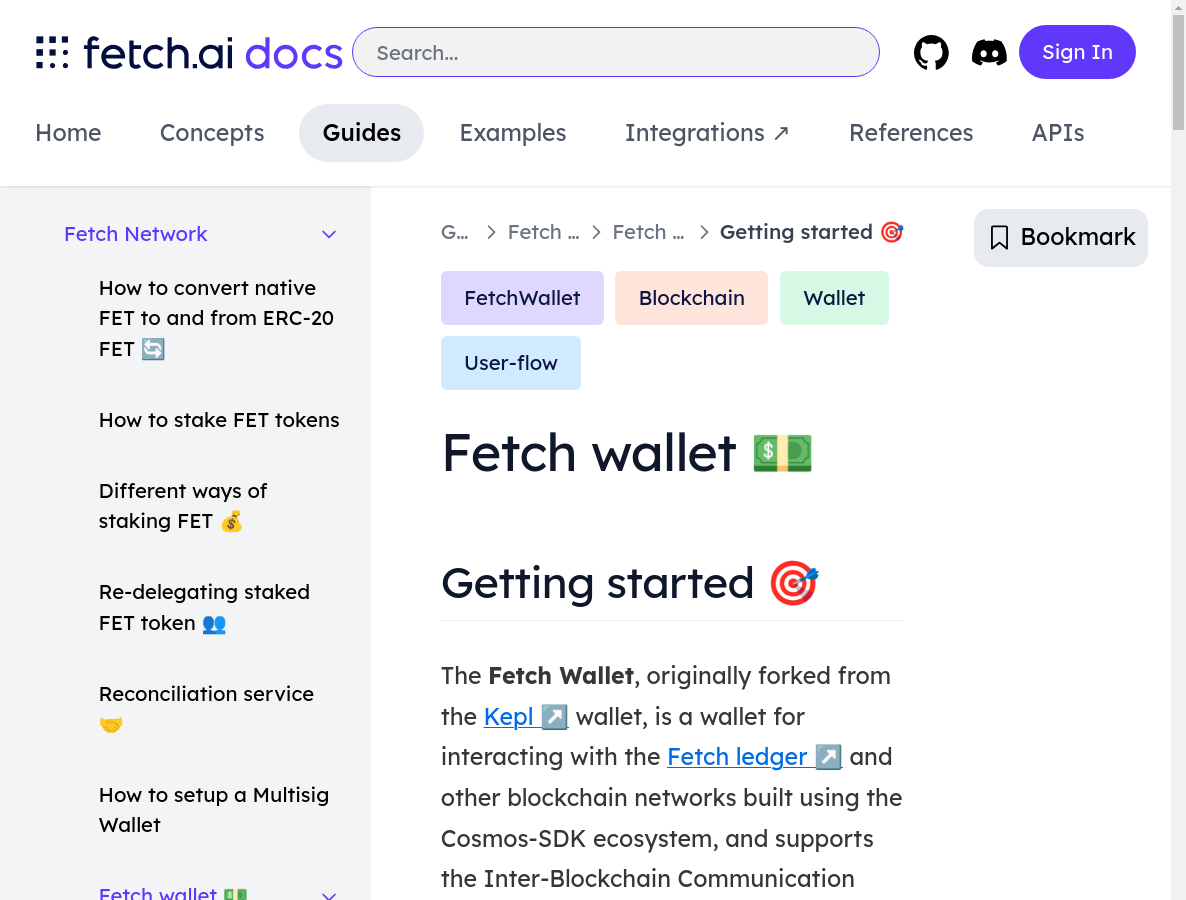 fetch.ai docs
Search...
Sign In
Home
Concepts
Guides
Examples
Integrations ↗
References
APIs
Fetch Network
How to convert native
FET to and from ERC-20
FET 🔄
How to stake FET tokens
Different ways of
staking FET 💰
Re-delegating staked
FET token 👥
Reconciliation service
🤝
How to setup a Multisig
Wallet
Fetch wallet 💵
G... > Fetch ... > Fetch ... > Getting started 🎯
Bookmark
FetchWallet
Blockchain
Wallet
User-flow
Fetch wallet 💵
Getting started 🎯
The Fetch Wallet, originally forked from
the Kepl ↗️ wallet, is a wallet for
interacting with the Fetch ledger ↗️ and
other blockchain networks built using the
Cosmos-SDK ecosystem, and supports
the Inter-Blockchain Communication